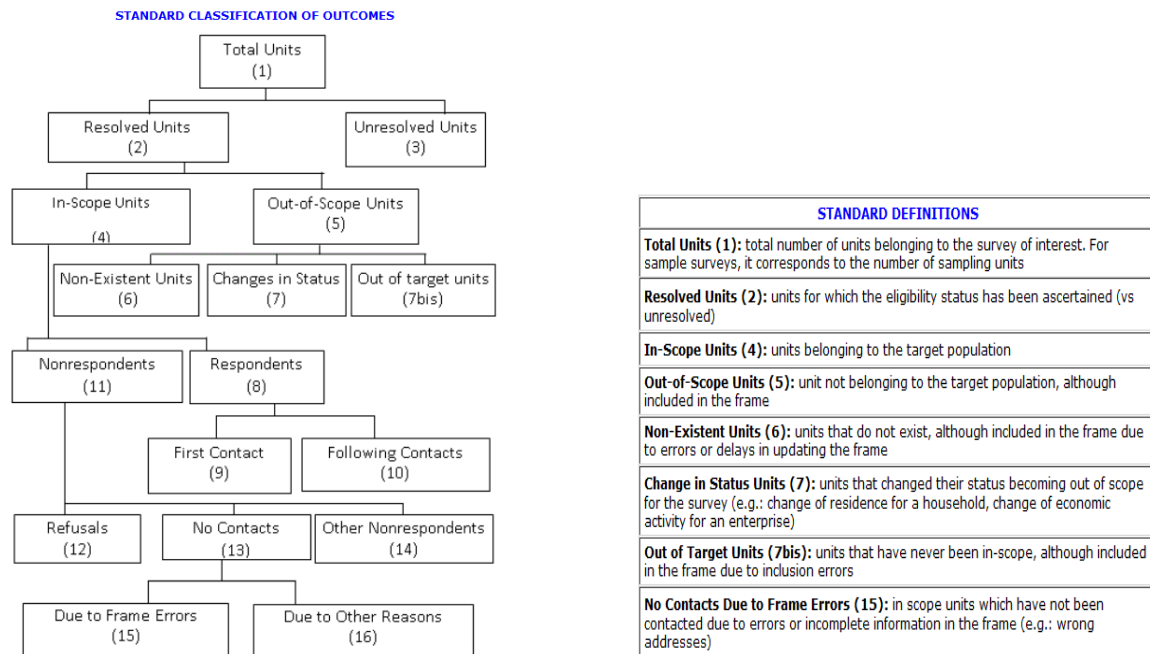 STANDARD CLASSIFICATION OF OUTCOMES
Total Units
(1)
Resolved Units
(2)
Unresolved Units
(3)
In-Scope Units
(4)
Out-of-Scope Units
(5)
Non-Existent Units
(6)
Changes in Status
(7)
Out of target units
(7bis)
Nonrespondents
(11)
Respondents
(8)
First Contact
(9)
Following Contacts
(10)
Refusals
(12)
No Contacts
(13)
Other Nonrespondents
(14)
Due to Frame Errors
(15)
Due to Other Reasons
(16)
STANDARD DEFINITIONS
Total Units (1): total number of units belonging to the survey of interest. For
sample surveys, it corresponds to the number of sampling units
Resolved Units (2): units for which the eligibility status has been ascertained (vs
unresolved)
In-Scope Units (4): units belonging to the target population
Out-of-Scope Units (5): unit not belonging to the target population, although
included in the frame
Non-Existent Units (6): units that do not exist, although included in the frame due
to errors or delays in updating the frame
Change in Status Units (7): units that changed their status becoming out of scope
for the survey (e.g.: change of residence for a household, change of economic
activity for an enterprise)
Out of Target Units (7bis): units that have never been in-scope, although included
in the frame due to inclusion errors
No Contacts Due to Frame Errors (15): in scope units which have not been
contacted due to errors or incomplete information in the frame (e.g.: wrong
addresses)